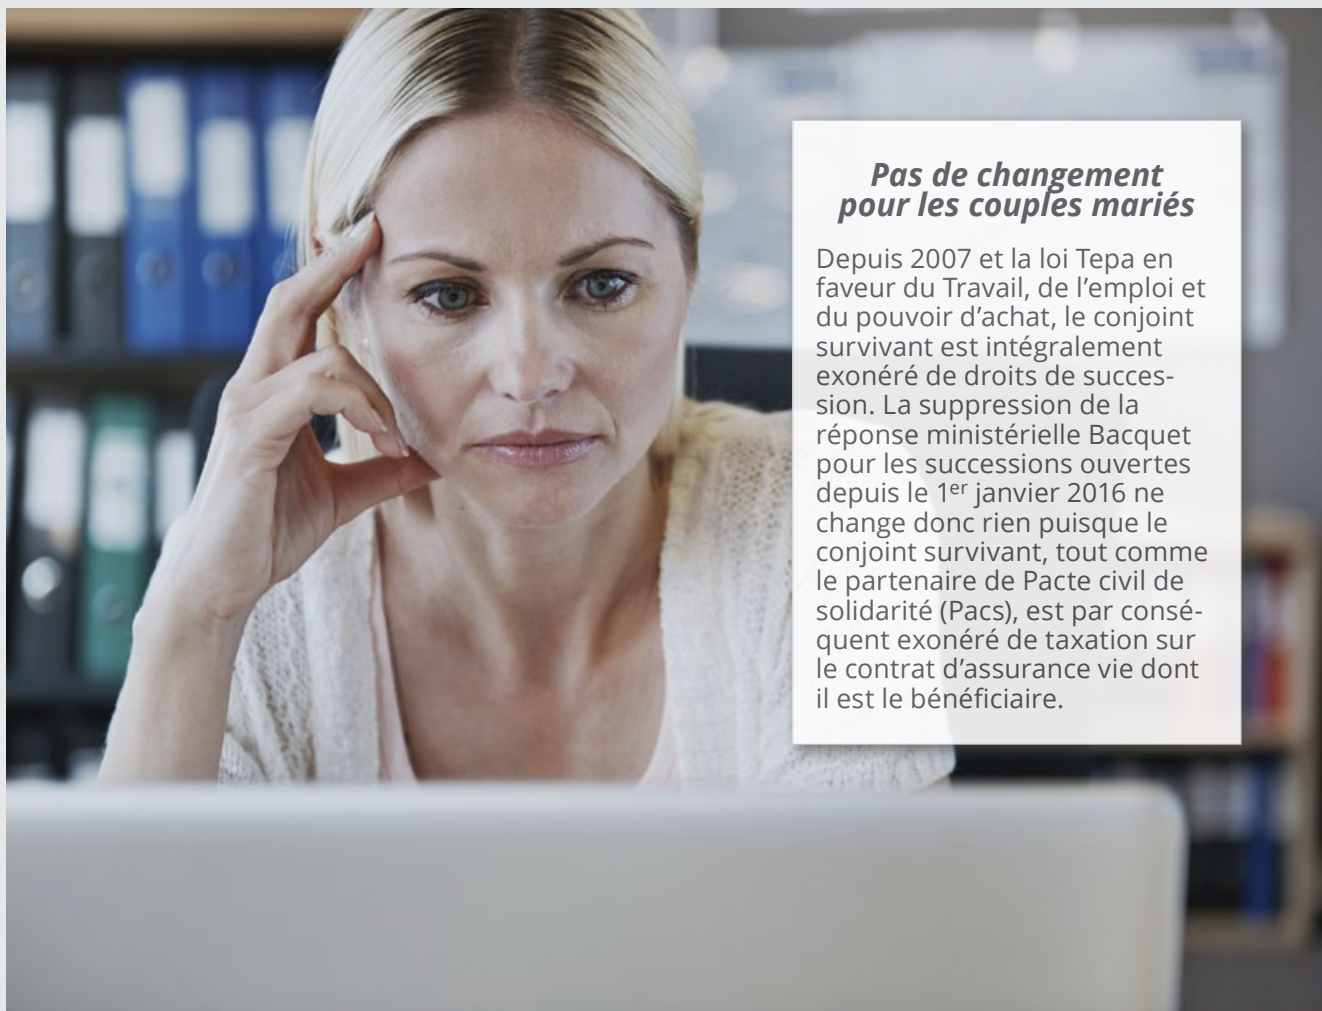 Pas de changement
pour les couples mariés
Depuis 2007 et la loi Tepa en
faveur du Travail, de l’emploi et
du pouvoir d’achat, le conjoint
survivant est intégralement
exonéré de droits de succes-
sion. La suppression de la
réponse ministérielle Bacquet
pour les successions ouvertes
depuis le 1er janvier 2016 ne
change donc rien puisque le
conjoint survivant, tout comme
le partenaire de Pacte civil de
solidarité (Pacs), est par consé-
quent exonéré de taxation sur
le contrat d’assurance vie dont
il est le bénéficiaire.